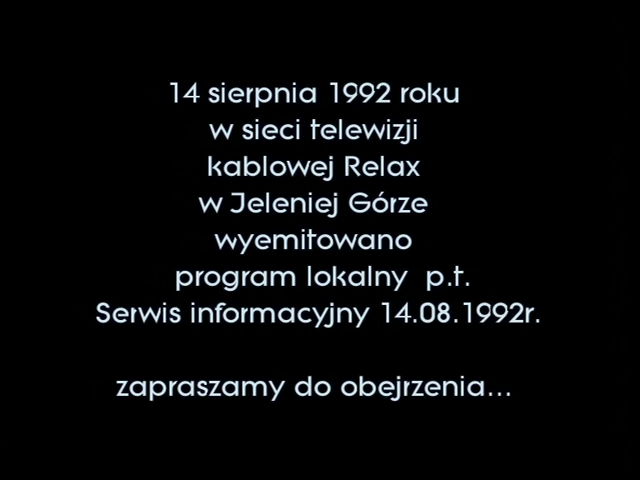 14 sierpnia 1992 roku
w sieci telewizji
kablowej Relax
w Jeleniej Górze
wyemitowano
program lokalny  p.t.
Serwis informacyjny 14.08.1992r.
zapraszamy do obejrzenia...